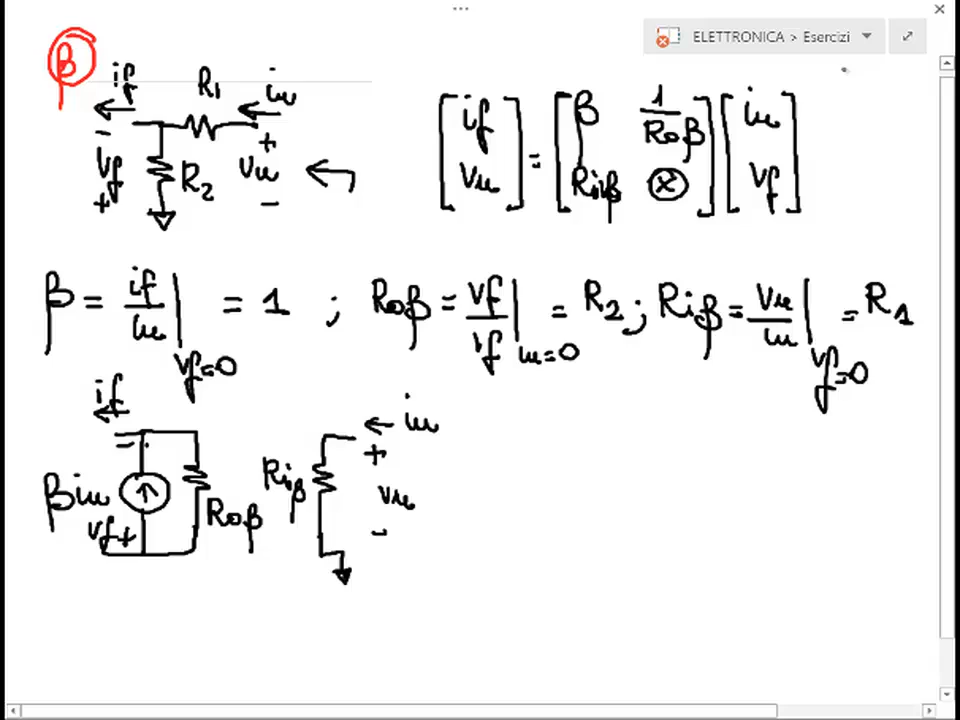 ELETTRONICA > Esercizi
β
if R1 iu
- +
Vf R2 Vu
+ -
[if Vu] = [β 1/Roβ Riβ ⊗] [iu Vf]
β = if/iu | vf=0 = 1 ; Roβ = Vf/if | iu=0 = R2 ; Riβ = Vu/iu | vf=0 = R1
if iu
- +
βiu Roβ Riβ Vu
Vf + -